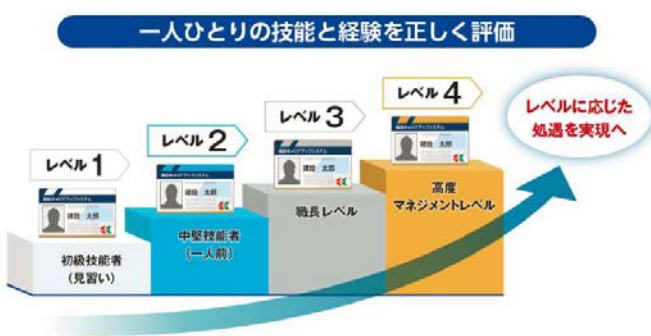 一人ひとりの技能と経験を正しく評価
レベル 1
レベル 2
レベル 3
レベル 4
レベルに応じた
処遇を実現へ
建設 太郎
建設 太郎
建設 太郎
建設 太郎
初級技能者
(見習い)
中堅技能者
(一人前)
職長レベル
高度
マネジメントレベル